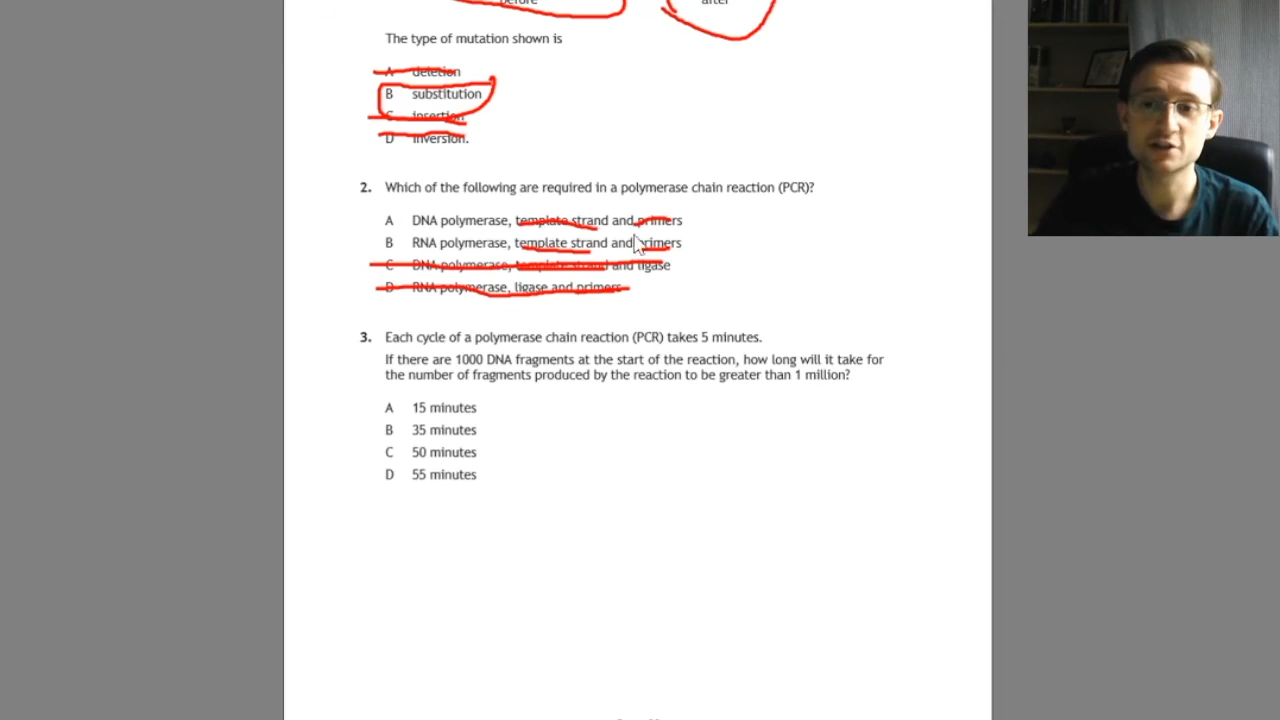 before
after
The type of mutation shown is
A deletion
B substitution
C insertion
D inversion.
2. Which of the following are required in a polymerase chain reaction (PCR)?
A DNA polymerase, template strand and primers
B RNA polymerase, template strand and primers
C DNA polymerase, template strand and ligase
D RNA polymerase, ligase and primers
3. Each cycle of a polymerase chain reaction (PCR) takes 5 minutes.
If there are 1000 DNA fragments at the start of the reaction, how long will it take for
the number of fragments produced by the reaction to be greater than 1 million?
A 15 minutes
B 35 minutes
C 50 minutes
D 55 minutes